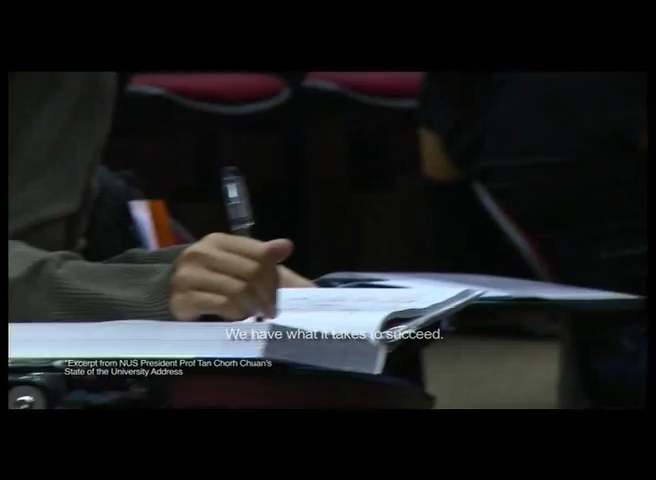 We have what it takes to succeed.
*Excerpt from NUS President Prof Tan Chorh Chuan's
State of the University Address